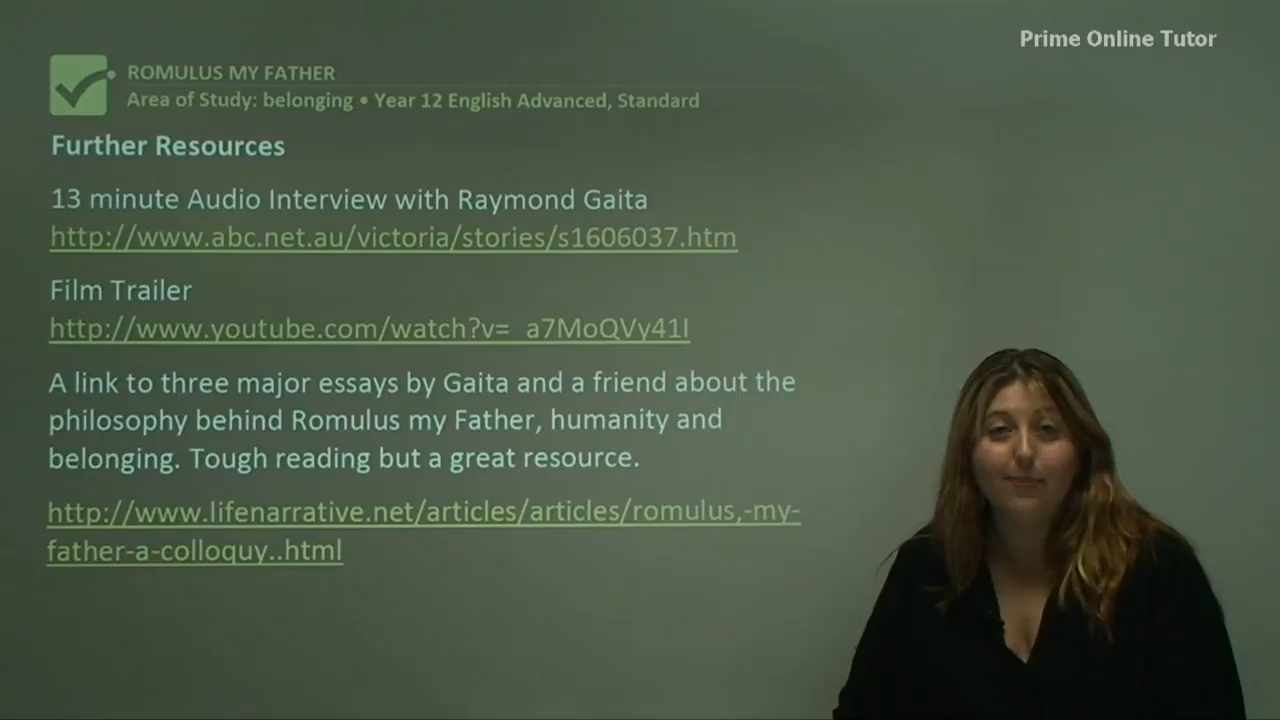 Prime Online Tutor
ROMULUS MY FATHER
Area of Study: belonging • Year 12 English Advanced, Standard
Further Resources
13 minute Audio Interview with Raymond Gaita
http://www.abc.net.au/victoria/stories/s1606037.htm
Film Trailer
http://www.youtube.com/watch?v=_a7MoQVy41I
A link to three major essays by Gaita and a friend about the
philosophy behind Romulus my Father, humanity and
belonging. Tough reading but a great resource.
http://www.lifenarrative.net/articles/articles/romulus,-my-
father-a-colloquy..html